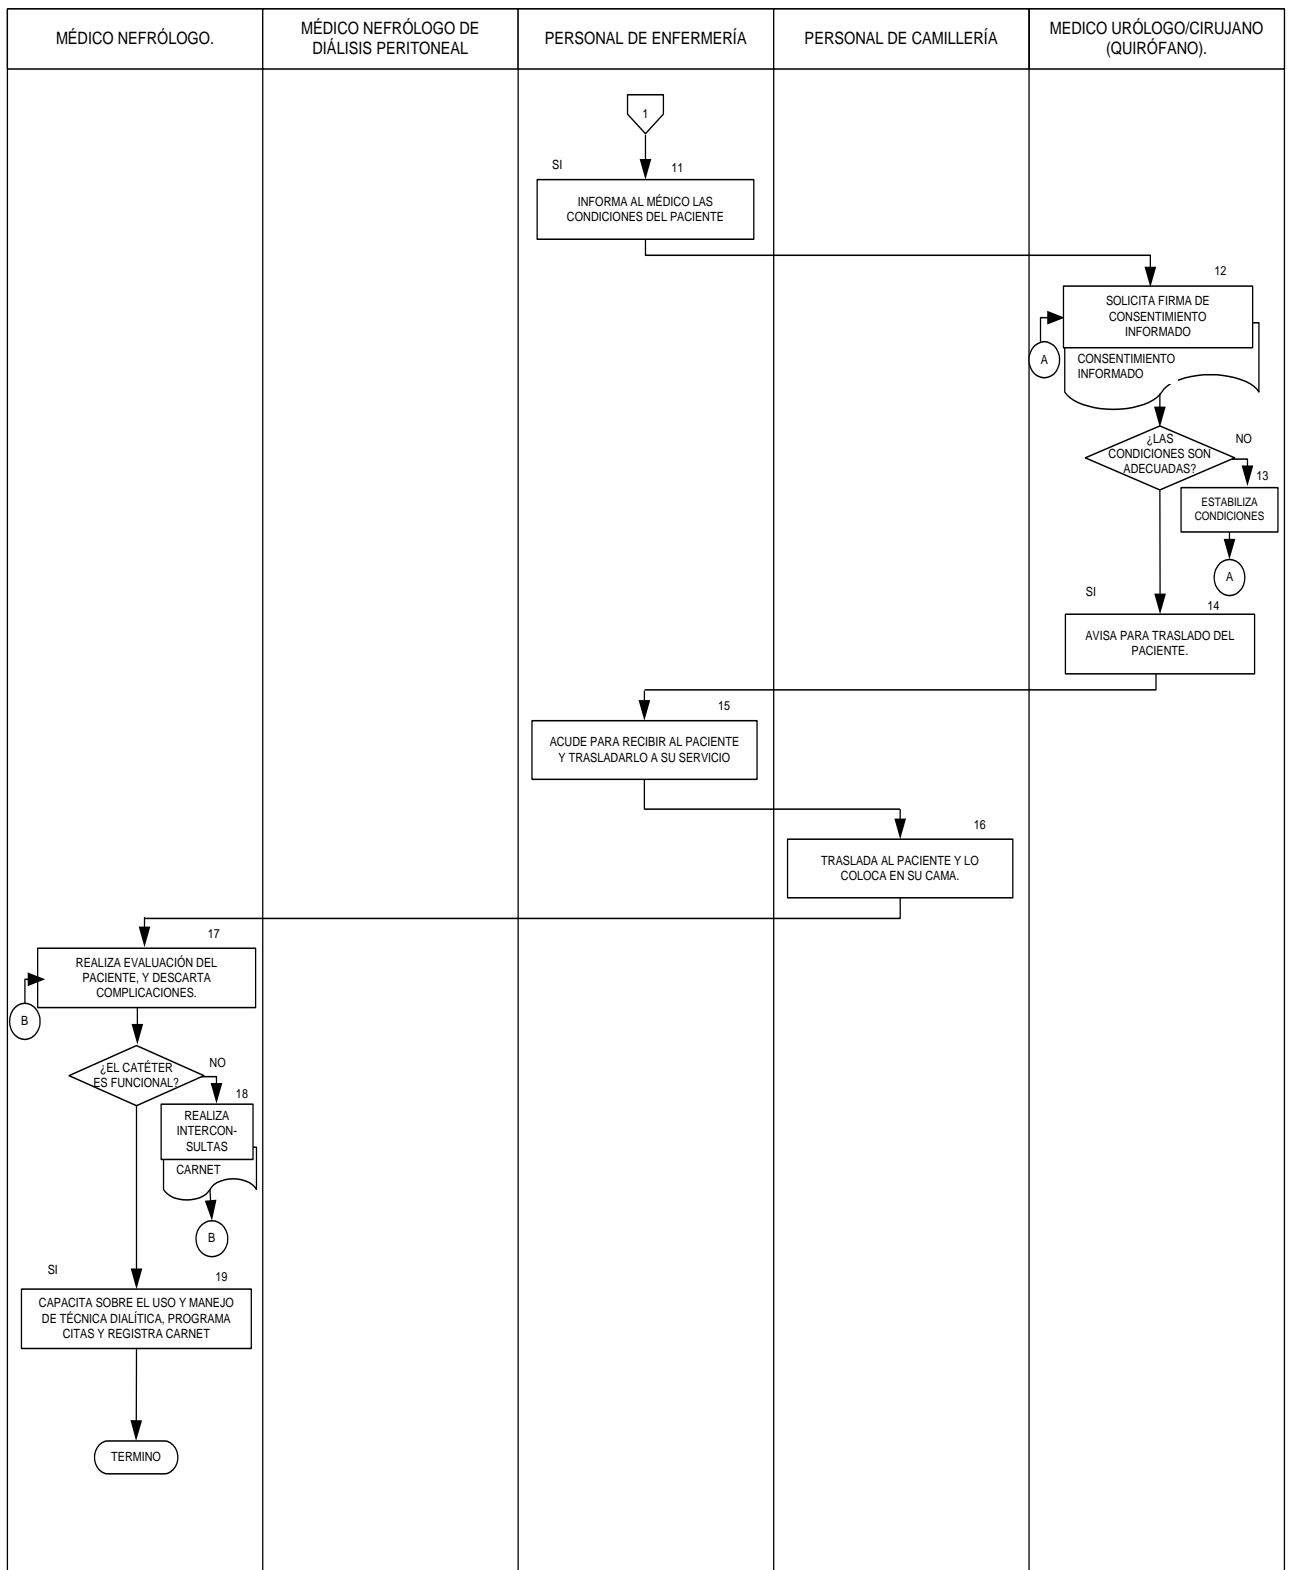 MÉDICO NEFRÓLOGO.
MÉDICO NEFRÓLOGO DE
DIÁLISIS PERITONEAL
PERSONAL DE ENFERMERÍA
PERSONAL DE CAMILLERÍA
MEDICO URÓLOGO/CIRUJANO
(QUIRÓFANO).
1
SI
11
INFORMA AL MÉDICO LAS
CONDICIONES DEL PACIENTE
12
SOLICITA FIRMA DE
CONSENTIMIENTO
INFORMADO
A
CONSENTIMIENTO
INFORMADO
¿LAS
CONDICIONES SON
ADECUADAS?
NO
13
ESTABILIZA
CONDICIONES
A
SI
14
AVISA PARA TRASLADO DEL
PACIENTE.
15
ACUDE PARA RECIBIR AL PACIENTE
Y TRASLADARLO A SU SERVICIO
16
TRASLADA AL PACIENTE Y LO
COLOCA EN SU CAMA.
17
REALIZA EVALUACIÓN DEL
PACIENTE, Y DESCARTA
COMPLICACIONES.
B
¿EL CATÉTER
ES FUNCIONAL?
NO
18
REALIZA
INTERCON-
SULTAS
CARNET
B
SI
19
CAPACITA SOBRE EL USO Y MANEJO
DE TÉCNICA DIALÍTICA, PROGRAMA
CITAS Y REGISTRA CARNET
TERMINO